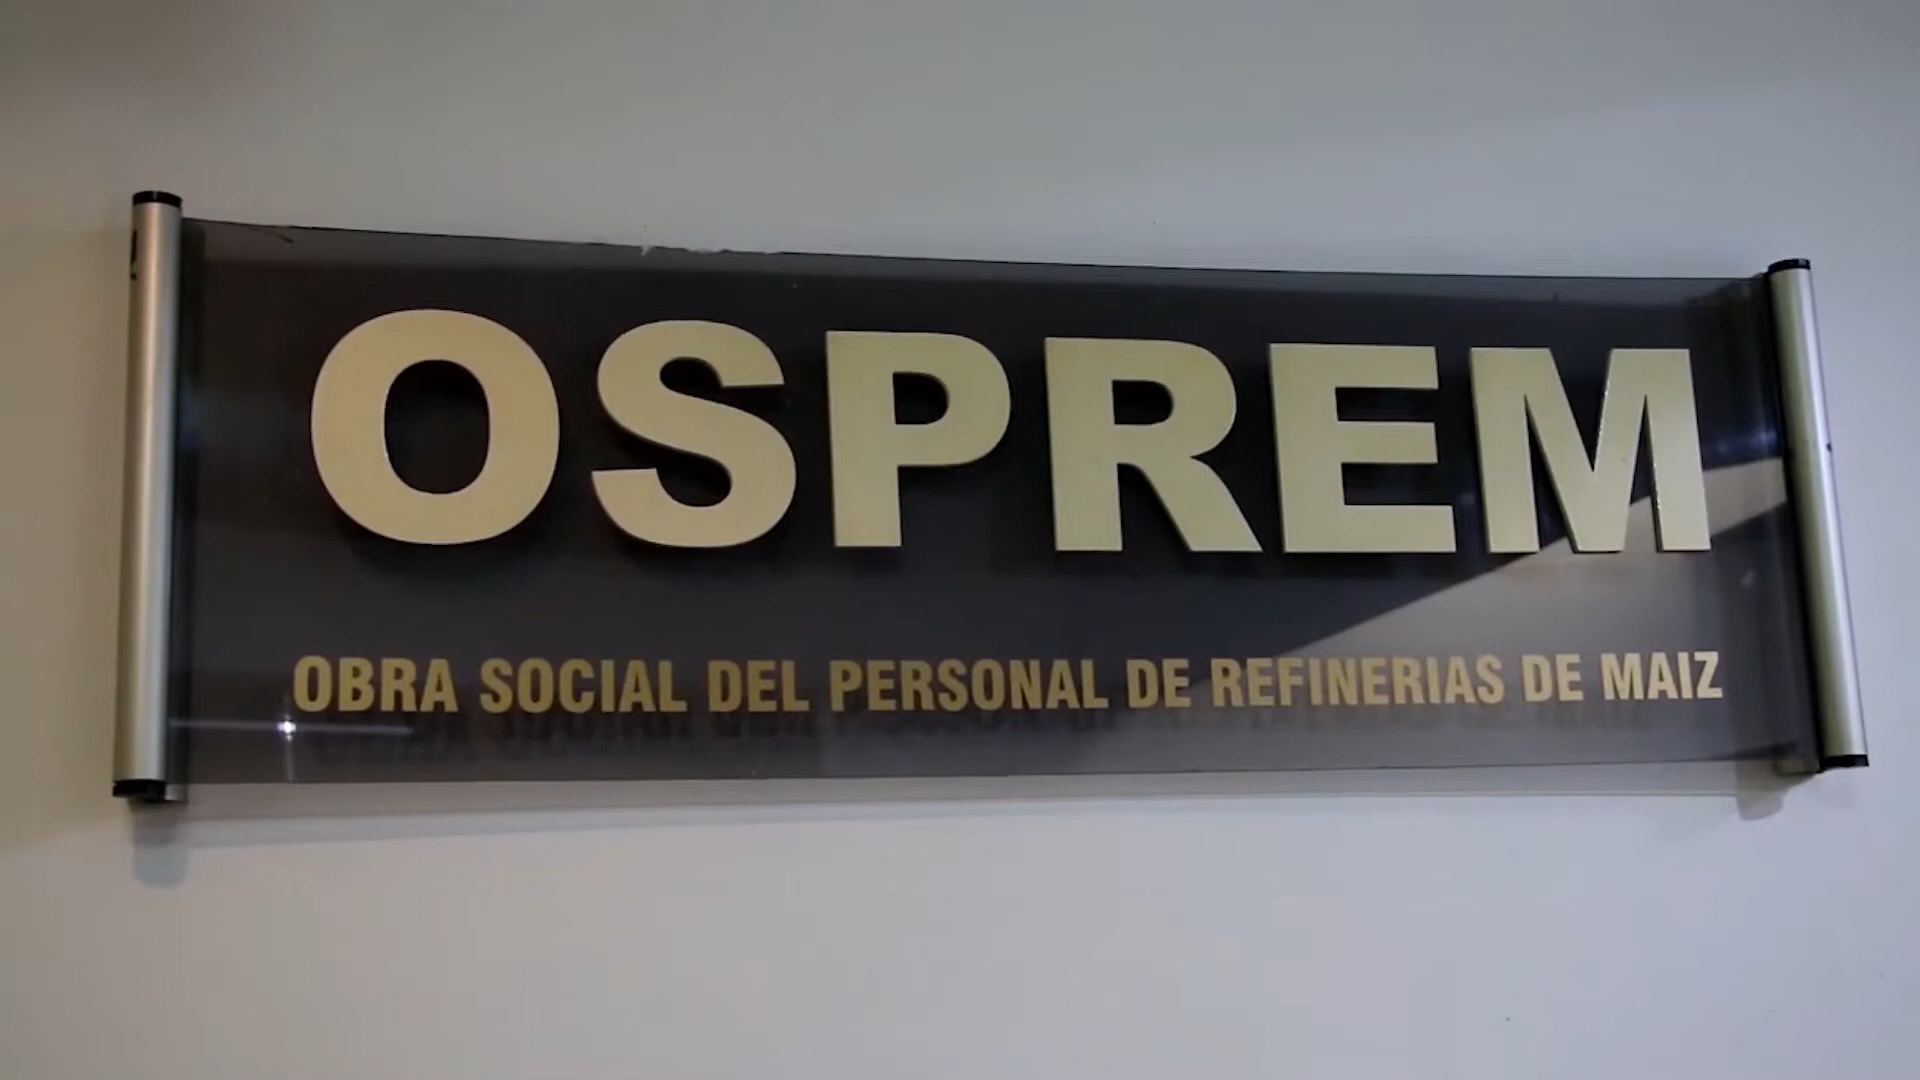 OSPREM
OBRA SOCIAL DEL PERSONAL DE REFINERIAS DE MAIZ